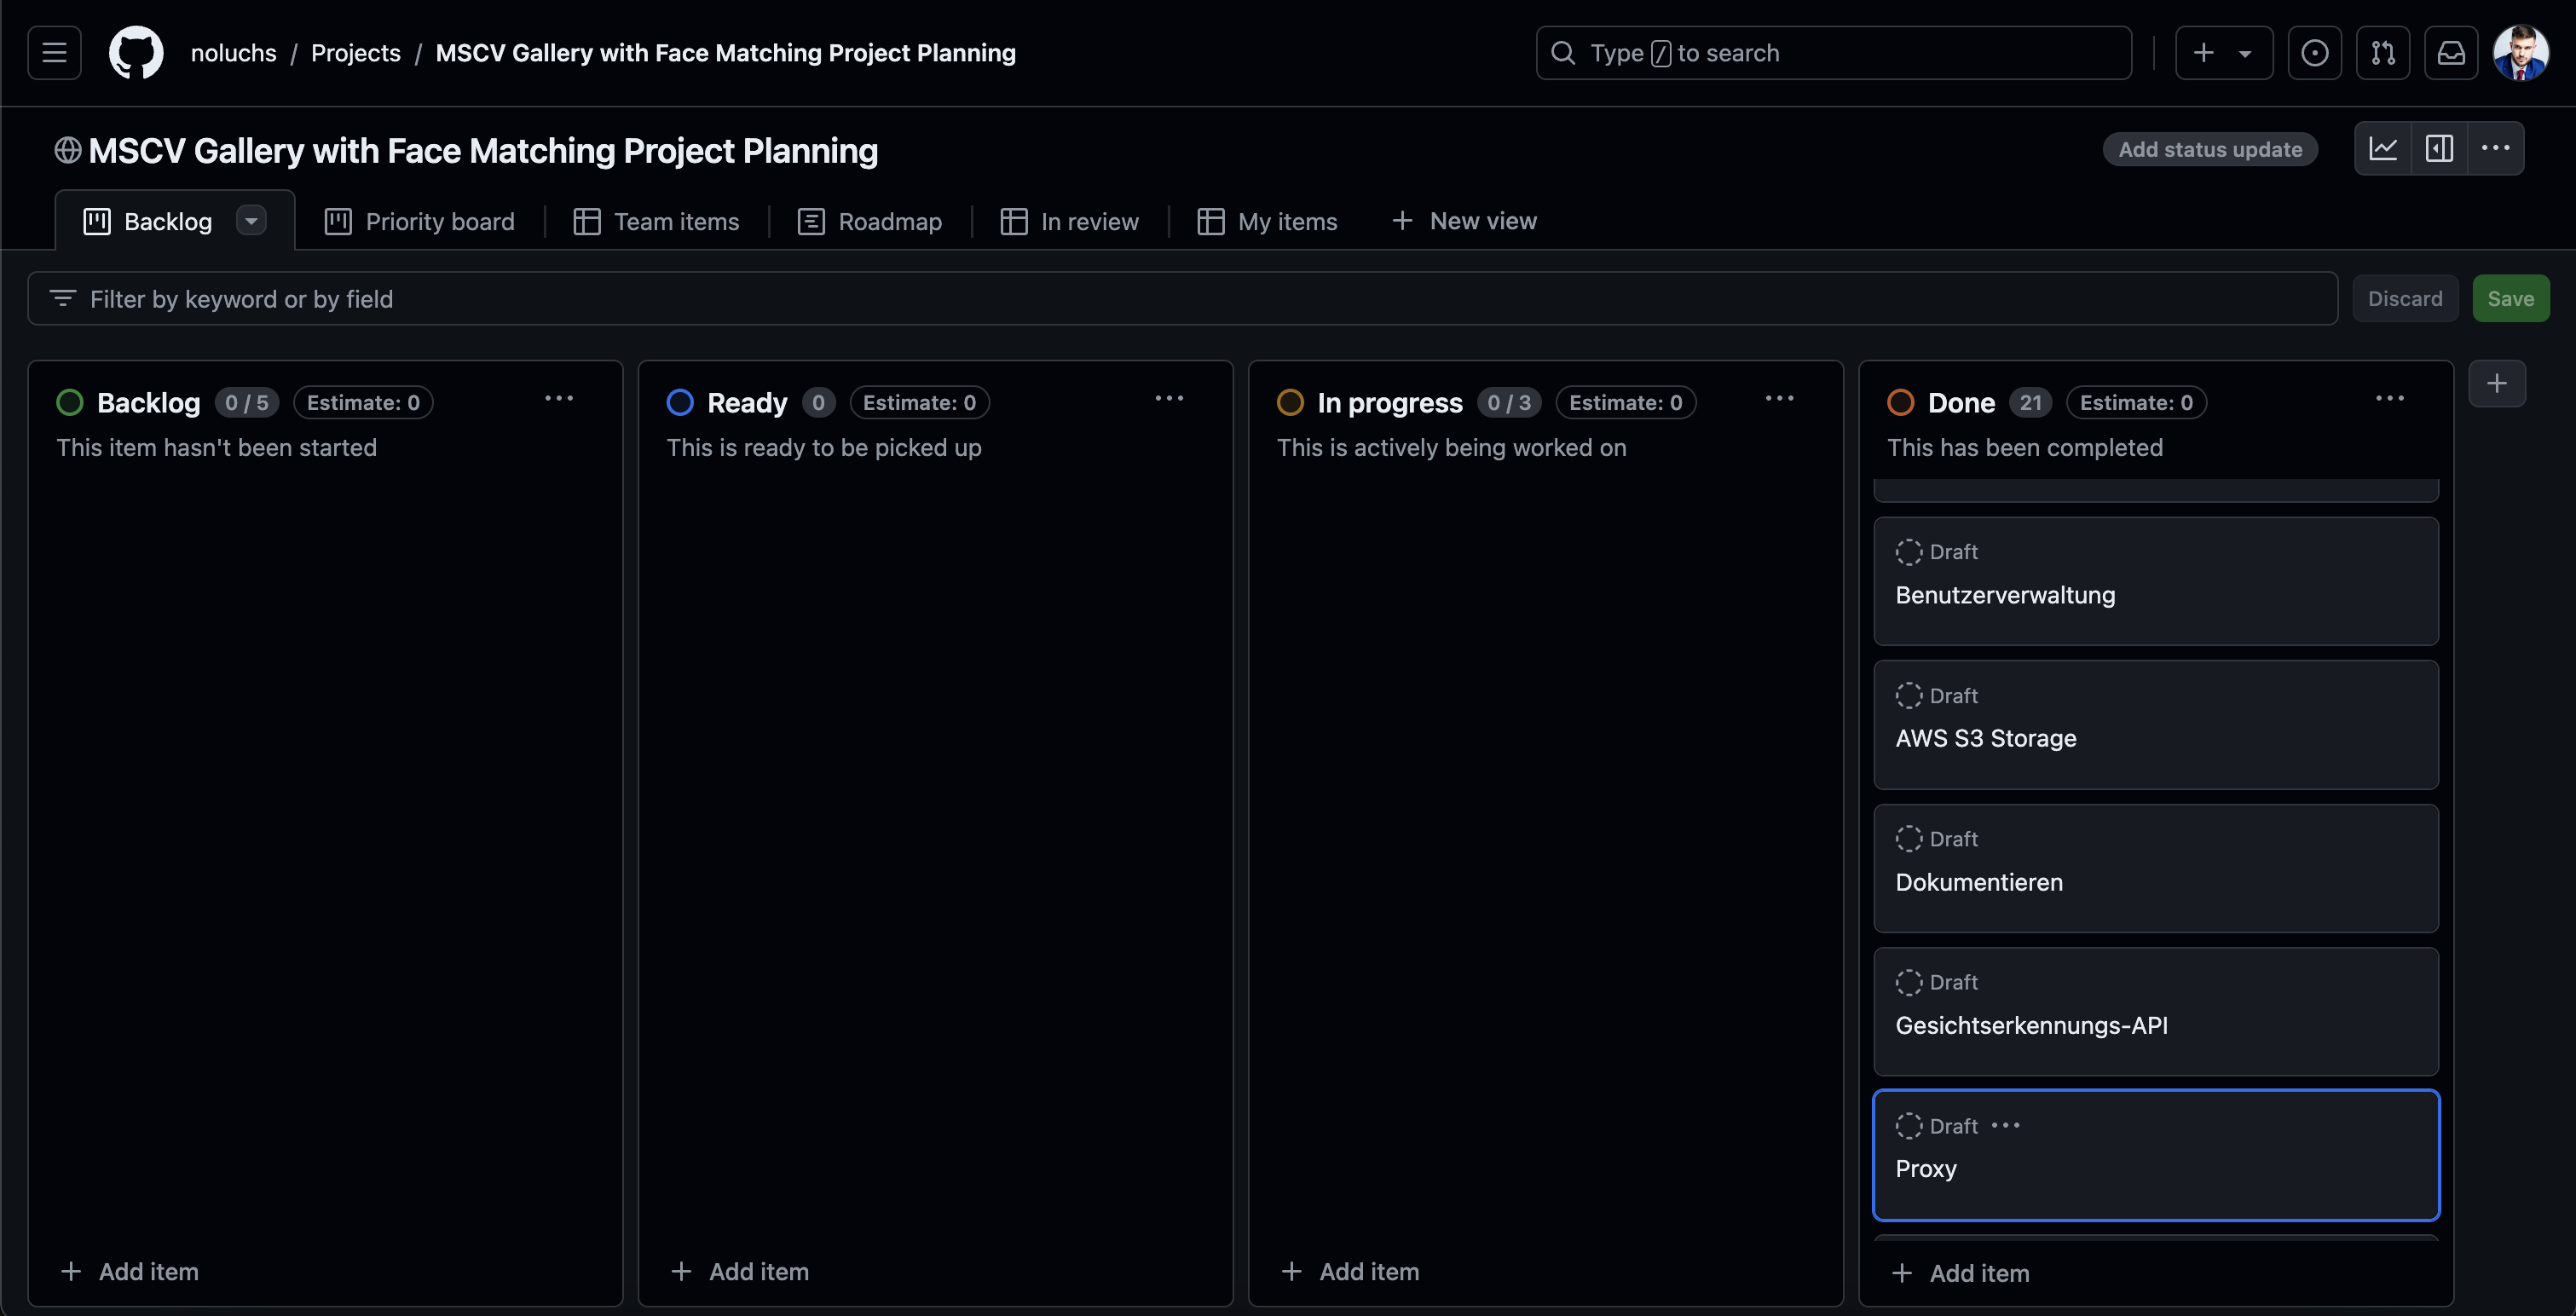 noluchs / Projects / MSCV Gallery with Face Matching Project Planning
Type / to search
MSCV Gallery with Face Matching Project Planning
Add status update
Backlog
Priority board
Team items
Roadmap
In review
My items
New view
Filter by keyword or by field
Discard
Save
Backlog 0 / 5 Estimate: 0
This item hasn't been started
Add item
Ready 0 Estimate: 0
This is ready to be picked up
Add item
In progress 0 / 3 Estimate: 0
This is actively being worked on
Add item
Done 21 Estimate: 0
This has been completed
Draft
Benutzerverwaltung
Draft
AWS S3 Storage
Draft
Dokumentieren
Draft
Gesichtserkennungs-API
Draft
Proxy
Add item